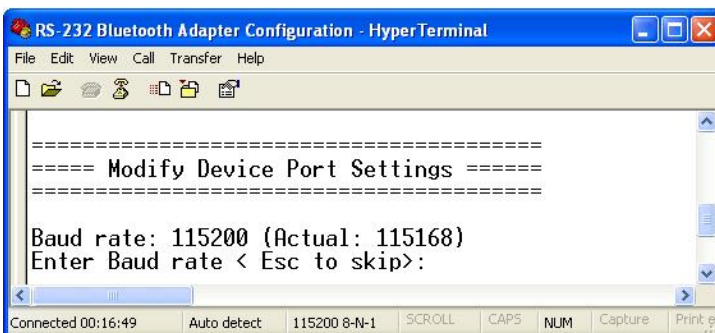 RS-232 Bluetooth Adapter Configuration - HyperTerminal
File Edit View Call Transfer Help
========================================
===== Modify Device Port Settings ======
========================================
Baud rate: 115200 (Actual: 115168)
Enter Baud rate < Esc to skip>:
Connected 00:16:49 Auto detect 115200 8-N-1 SCROLL CAPS NUM Capture Print e